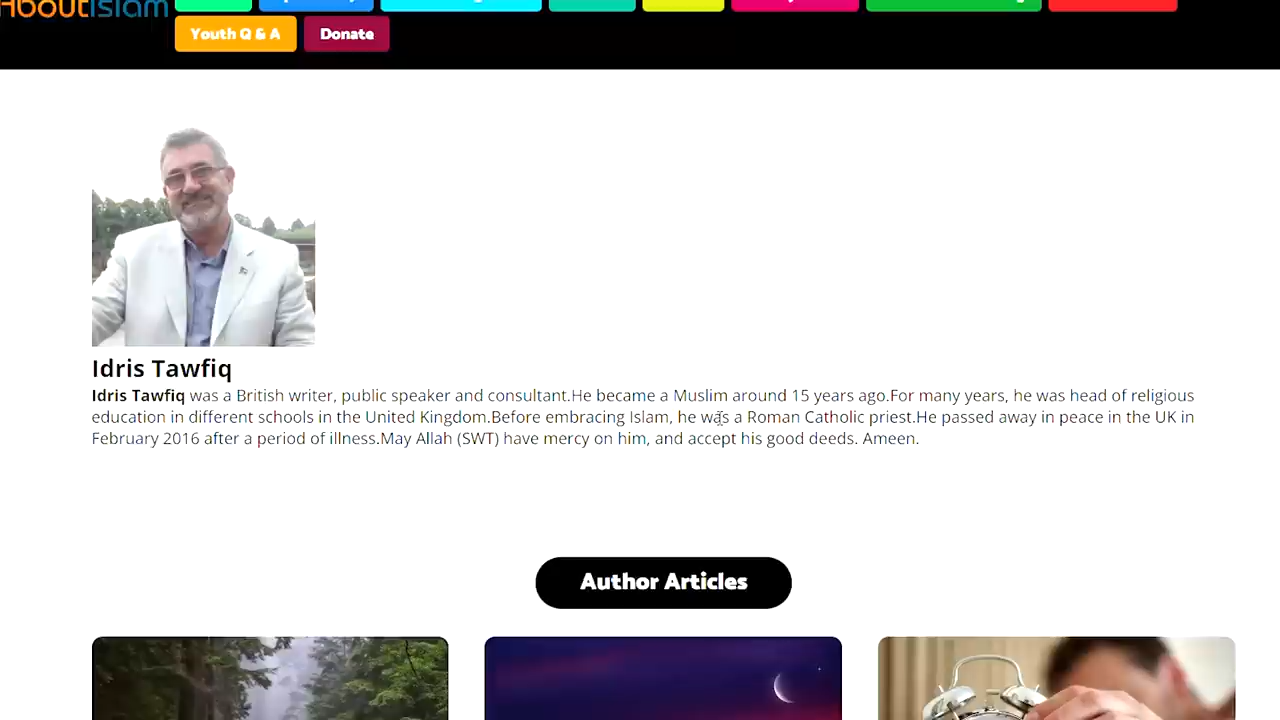 AboutIslam
Youth Q & A Donate
Idris Tawfiq
Idris Tawfiq was a British writer, public speaker and consultant.He became a Muslim around 15 years ago.For many years, he was head of religious
education in different schools in the United Kingdom.Before embracing Islam, he was a Roman Catholic priest.He passed away in peace in the UK in
February 2016 after a period of illness.May Allah (SWT) have mercy on him, and accept his good deeds. Ameen.
Author Articles